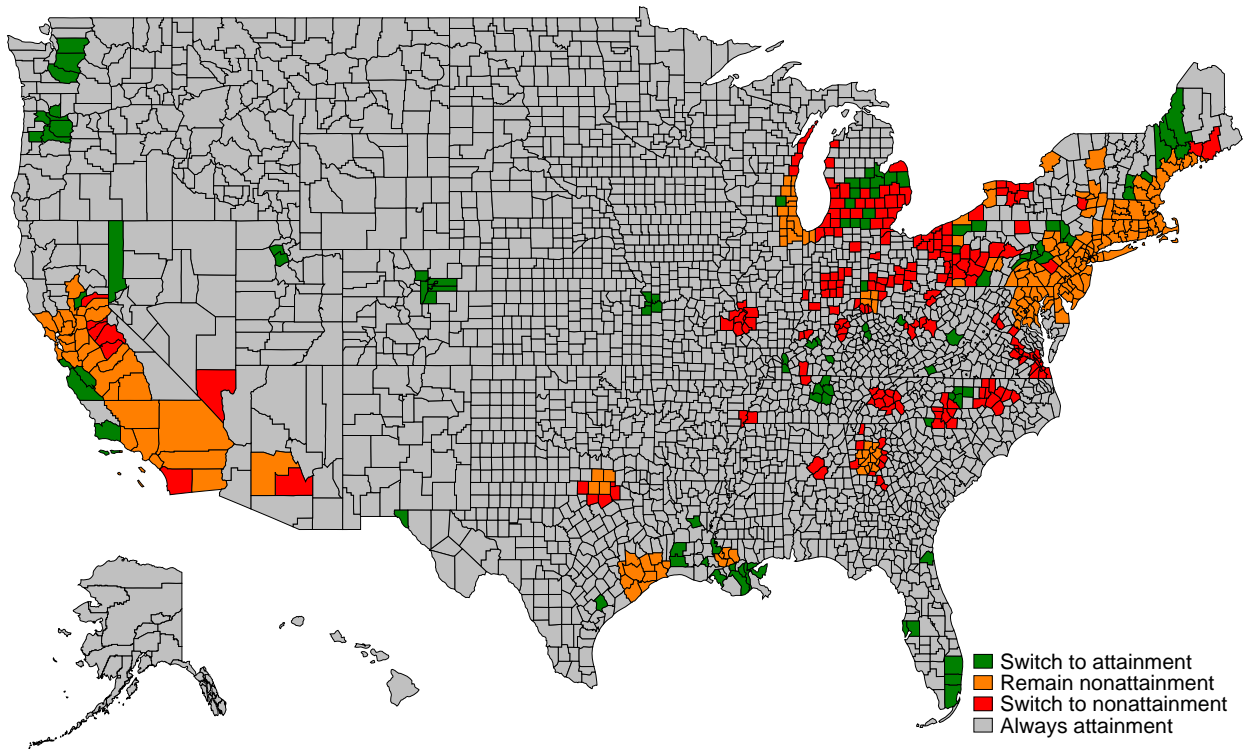 Switch to attainment
Remain nonattainment
Switch to nonattainment
Always attainment